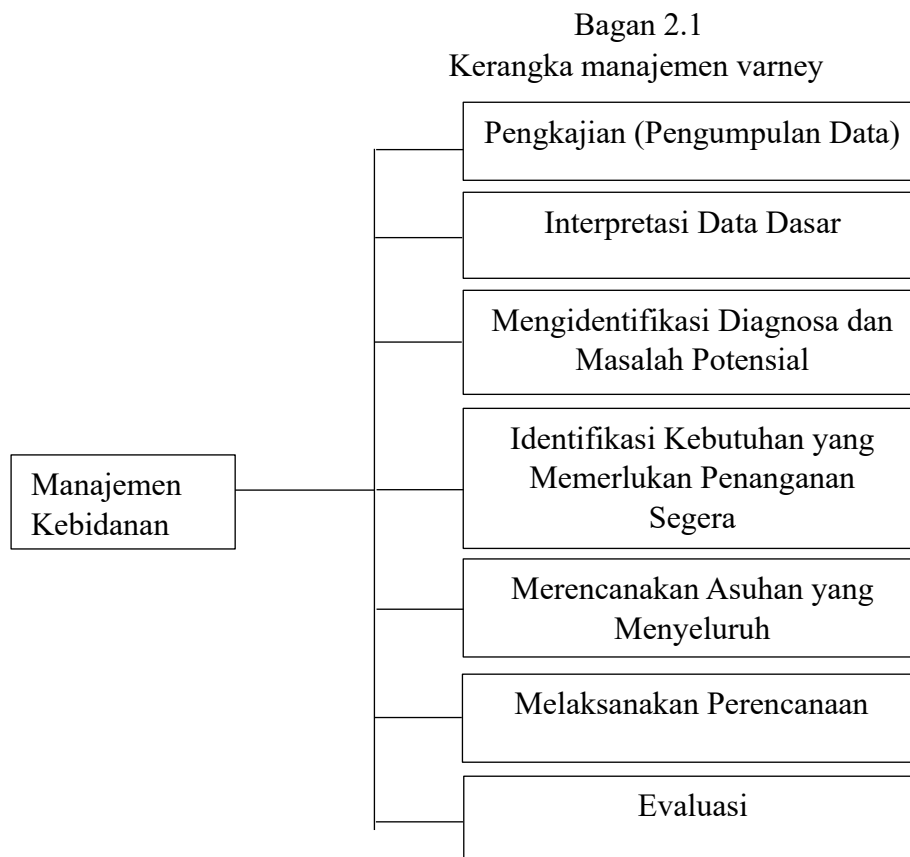 Bagan 2.1
Kerangka manajemen varney
Pengkajian (Pengumpulan Data)
Interpretasi Data Dasar
Mengidentifikasi Diagnosa dan
Masalah Potensial
Identifikasi Kebutuhan yang
Memerlukan Penanganan
Segera
Manajemen
Kebidanan
Merencanakan Asuhan yang
Menyeluruh
Melaksanakan Perencanaan
Evaluasi